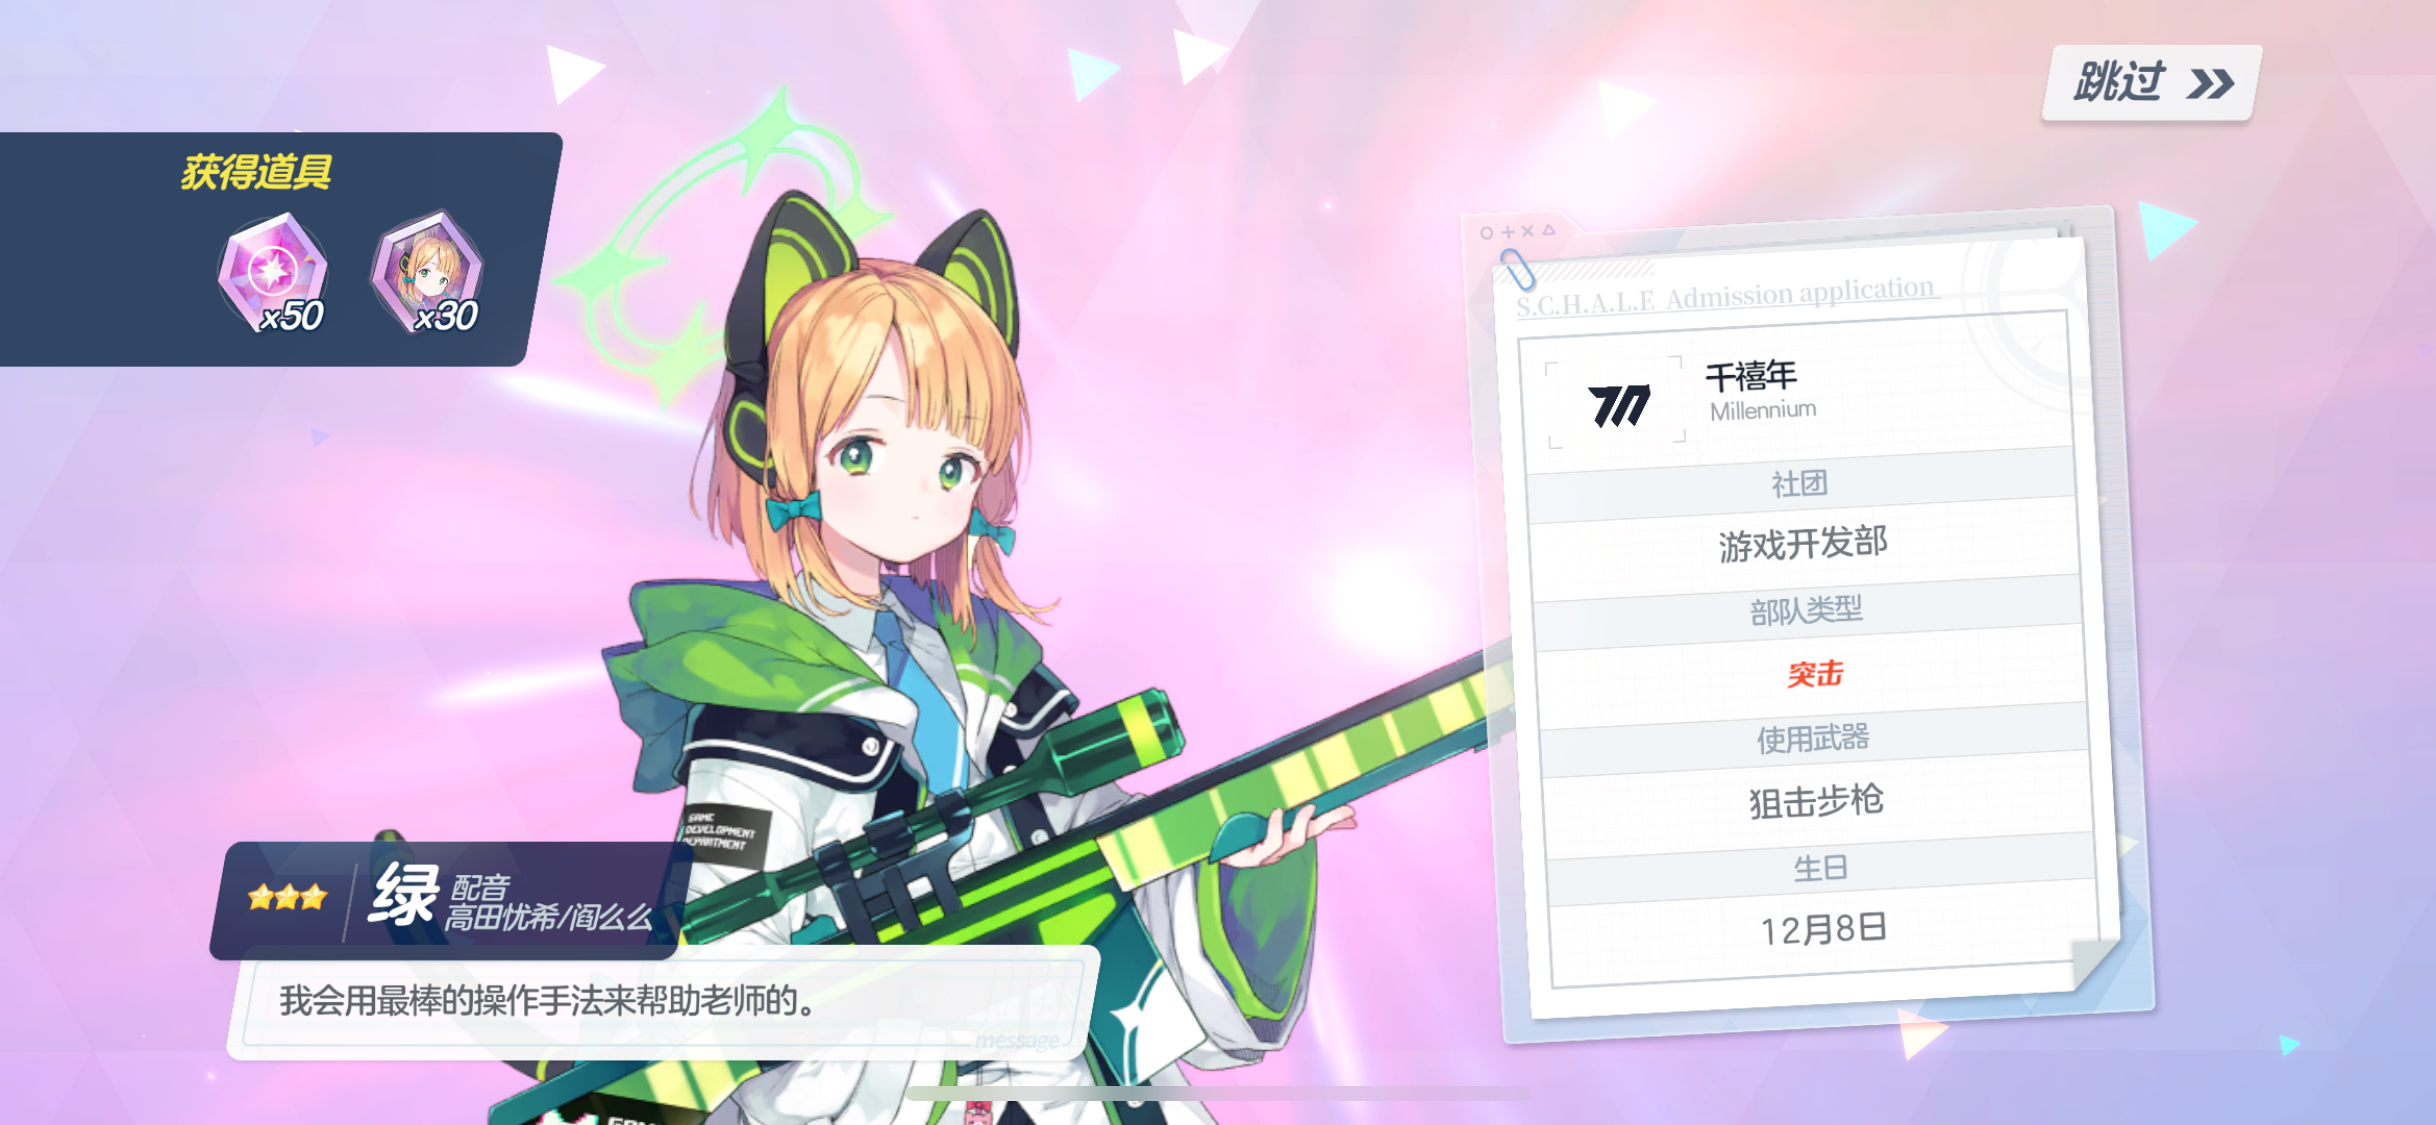 跳过
获得道具
x50
x30
S.C.H.A.L.E Admission application
千禧年
Millennium
社团
游戏开发部
部队类型
突击
使用武器
狙击步枪
生日
12月8日
GAME
DEVELOPMENT
DEPARTMENT
绿
配音
高田忧希/阎么么
我会用最棒的操作手法来帮助老师的。
message